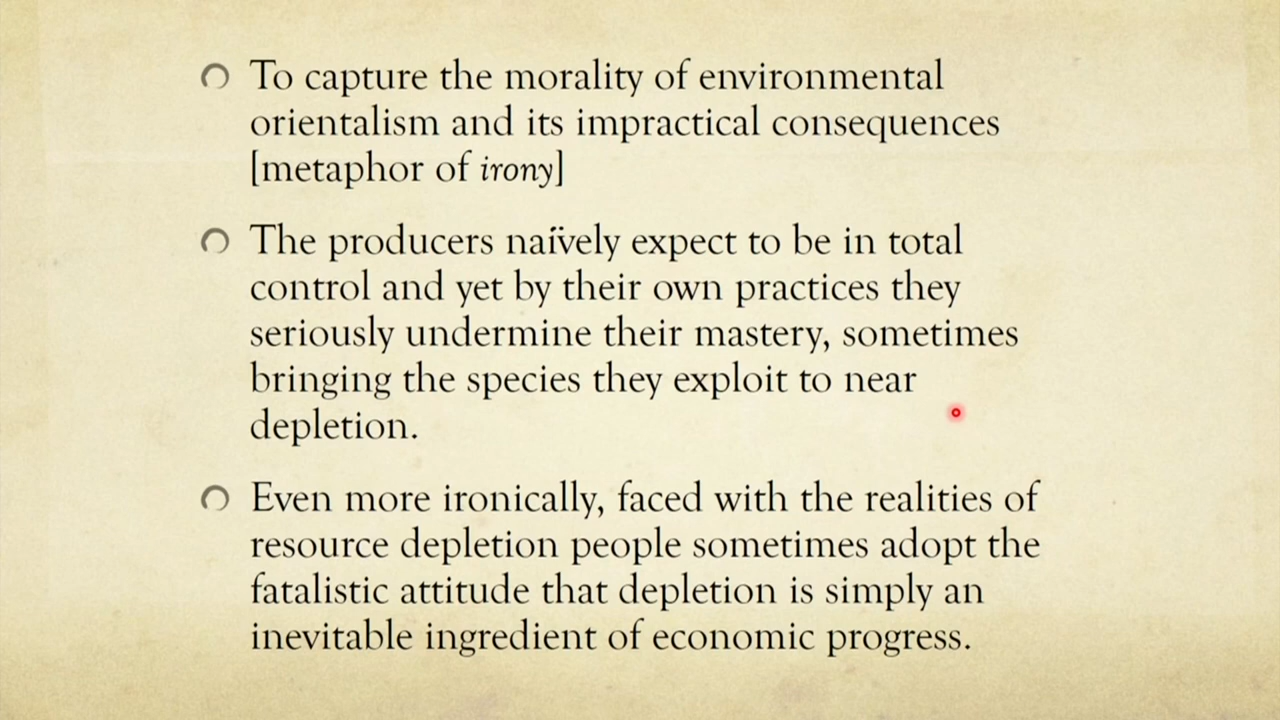 To capture the morality of environmental
orientalism and its impractical consequences
[metaphor of irony]
The producers naïvely expect to be in total
control and yet by their own practices they
seriously undermine their mastery, sometimes
bringing the species they exploit to near
depletion.
Even more ironically, faced with the realities of
resource depletion people sometimes adopt the
fatalistic attitude that depletion is simply an
inevitable ingredient of economic progress.